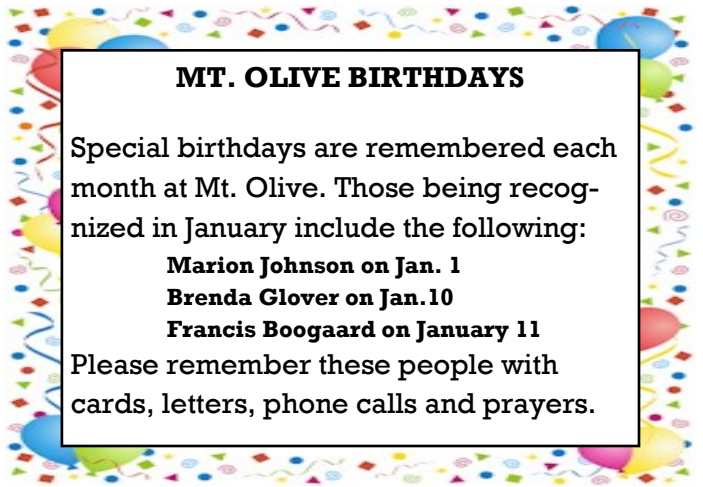 MT. OLIVE BIRTHDAYS
Special birthdays are remembered each
month at Mt. Olive. Those being recog-
nized in January include the following:
Marion Johnson on Jan. 1
Brenda Glover on Jan.10
Francis Boogaard on January 11
Please remember these people with
cards, letters, phone calls and prayers.